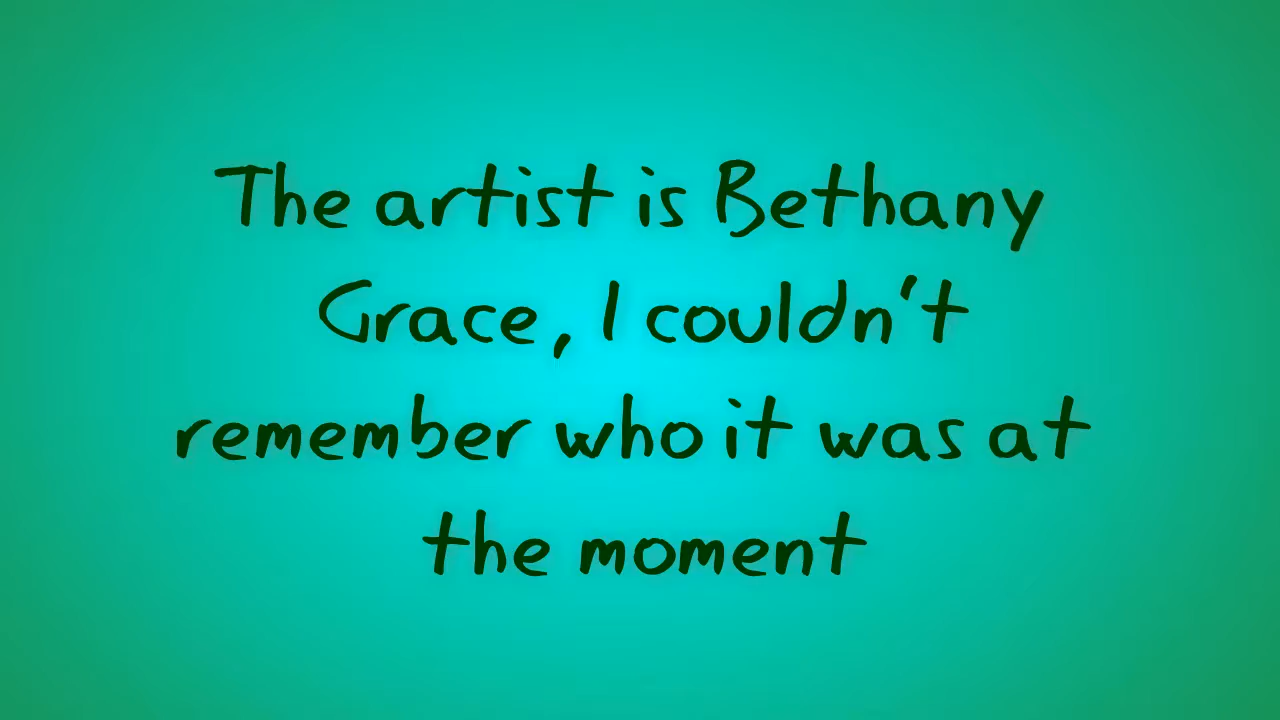 The artist is Bethany
Grace, I couldn't
remember who it was at
the moment